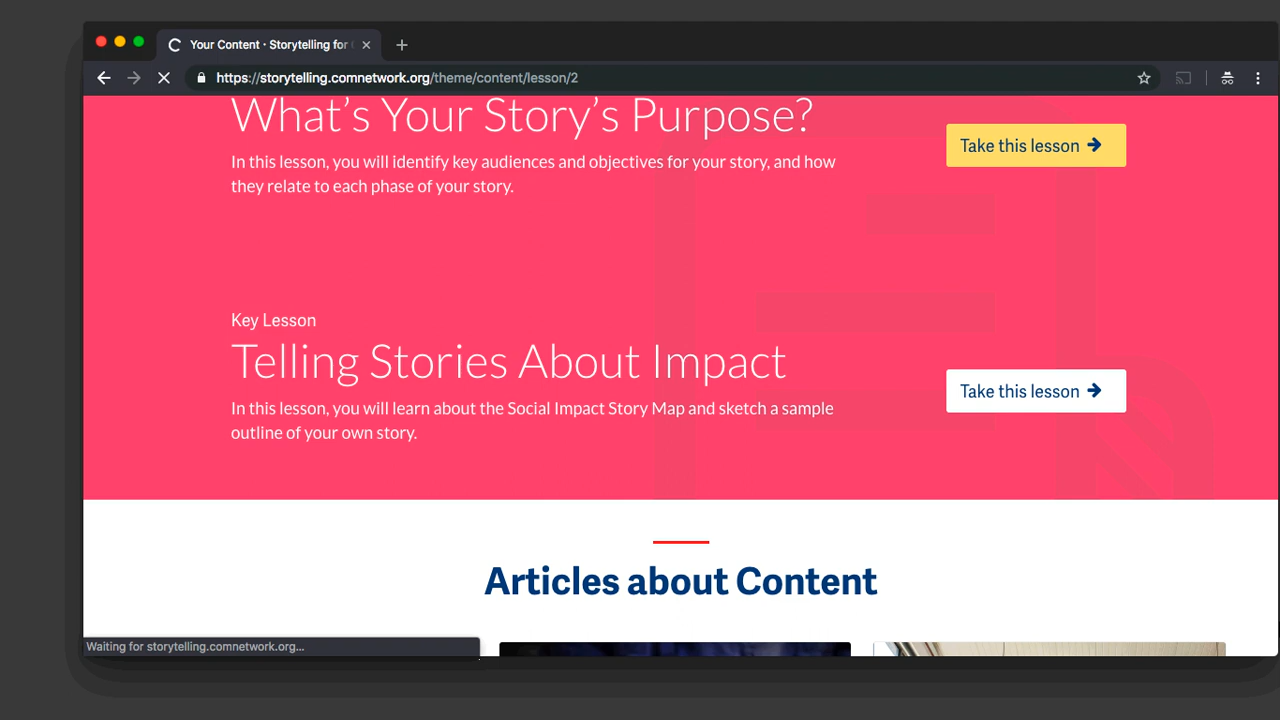 Your Content · Storytelling for
https://storytelling.comnetwork.org/theme/content/lesson/2
What's Your Story's Purpose?
In this lesson, you will identify key audiences and objectives for your story, and how
they relate to each phase of your story.
Take this lesson
Key Lesson
Telling Stories About Impact
In this lesson, you will learn about the Social Impact Story Map and sketch a sample
outline of your own story.
Take this lesson
Articles about Content
Waiting for storytelling.comnetwork.org...